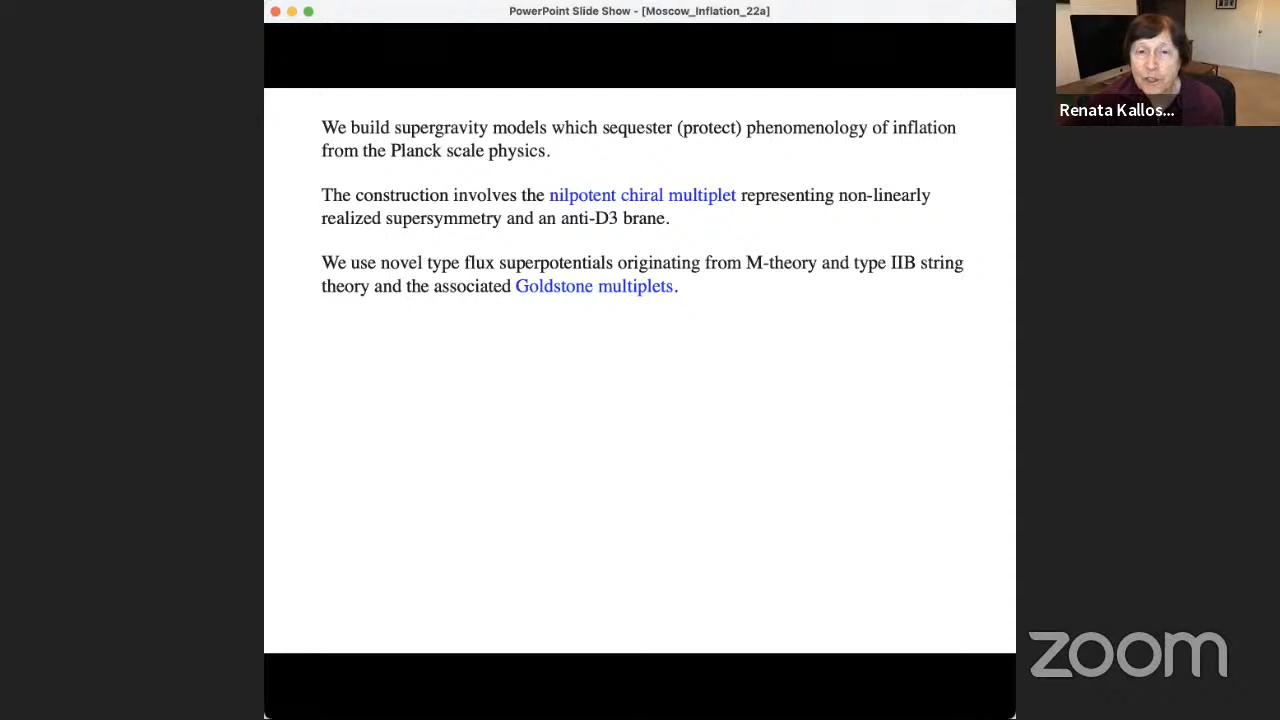 PowerPoint Slide Show - [Moscow_Inflation_22a]
We build supergravity models which sequester (protect) phenomenology of inflation
from the Planck scale physics.
The construction involves the nilpotent chiral multiplet representing non-linearly
realized supersymmetry and an anti-D3 brane.
We use novel type flux superpotentials originating from M-theory and type IIB string
theory and the associated Goldstone multiplets.
Renata Kallos...
zoom